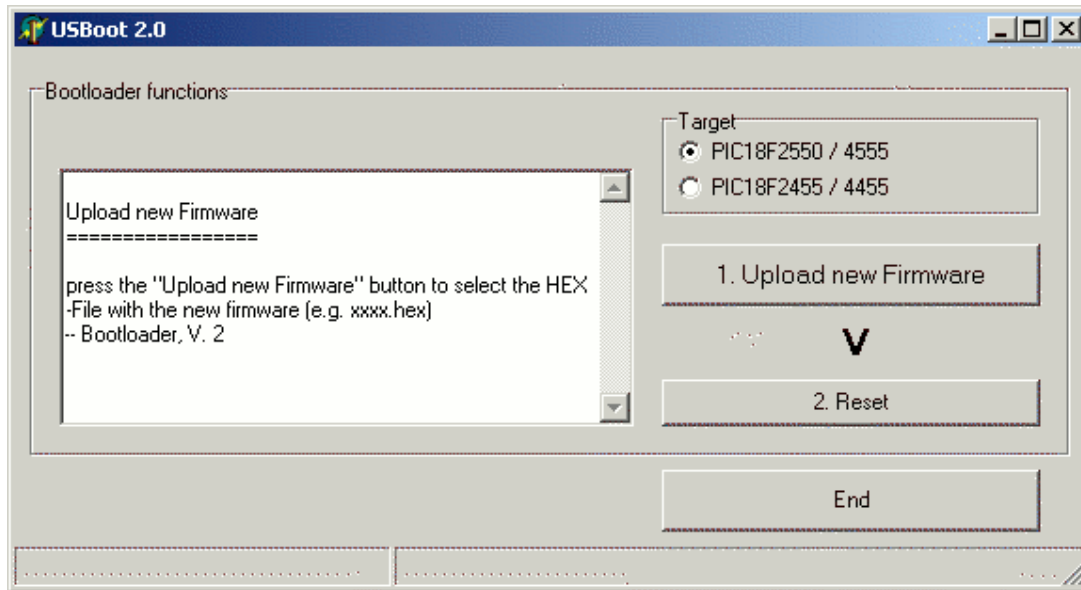 USBoot 2.0
Bootloader functions
Upload new Firmware
=================
press the "Upload new Firmware" button to select the HEX
-File with the new firmware (e.g. xxxx.hex)
-- Bootloader, V. 2
Target
PIC18F2550 / 4555
PIC18F2455 / 4455
1. Upload new Firmware
V
2. Reset
End